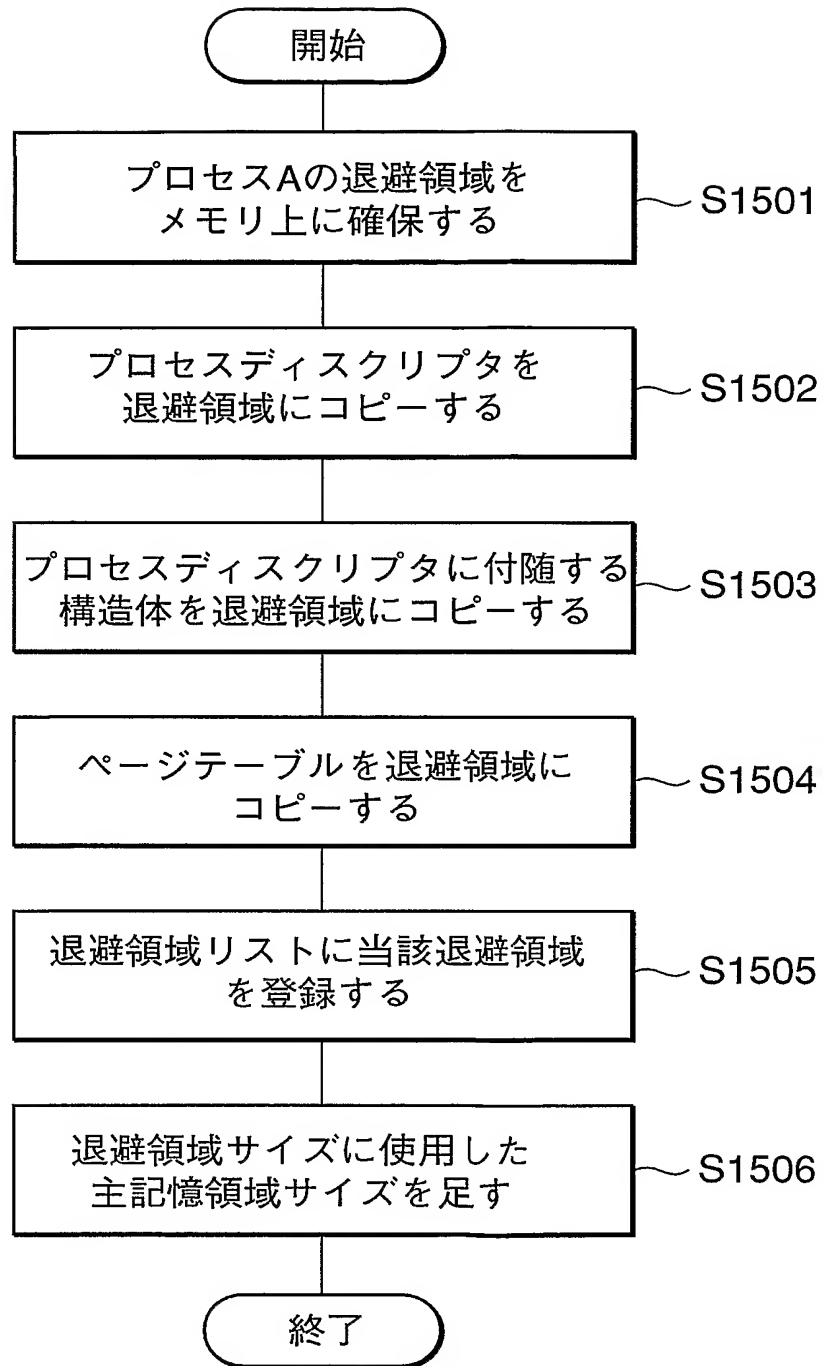 開始
プロセスAの退避領域を
メモリ上に確保する
S1501
プロセスディスクリプタを
退避領域にコピーする
S1502
プロセスディスクリプタに付随する
構造体を退避領域にコピーする
S1503
ページテーブルを退避領域に
コピーする
S1504
退避領域リストに当該退避領域
を登録する
S1505
退避領域サイズに使用した
主記憶領域サイズを足す
S1506
終了